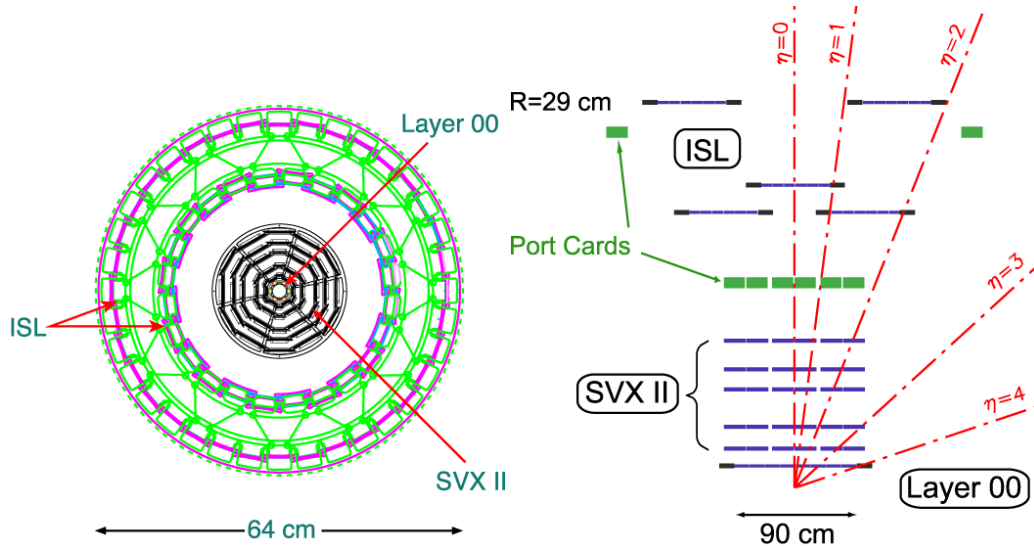 Layer 00
ISL
SVX II
64 cm
η=0
η=1
η=2
R=29 cm
ISL
Port Cards
η=3
SVX II
η=4
Layer 00
90 cm